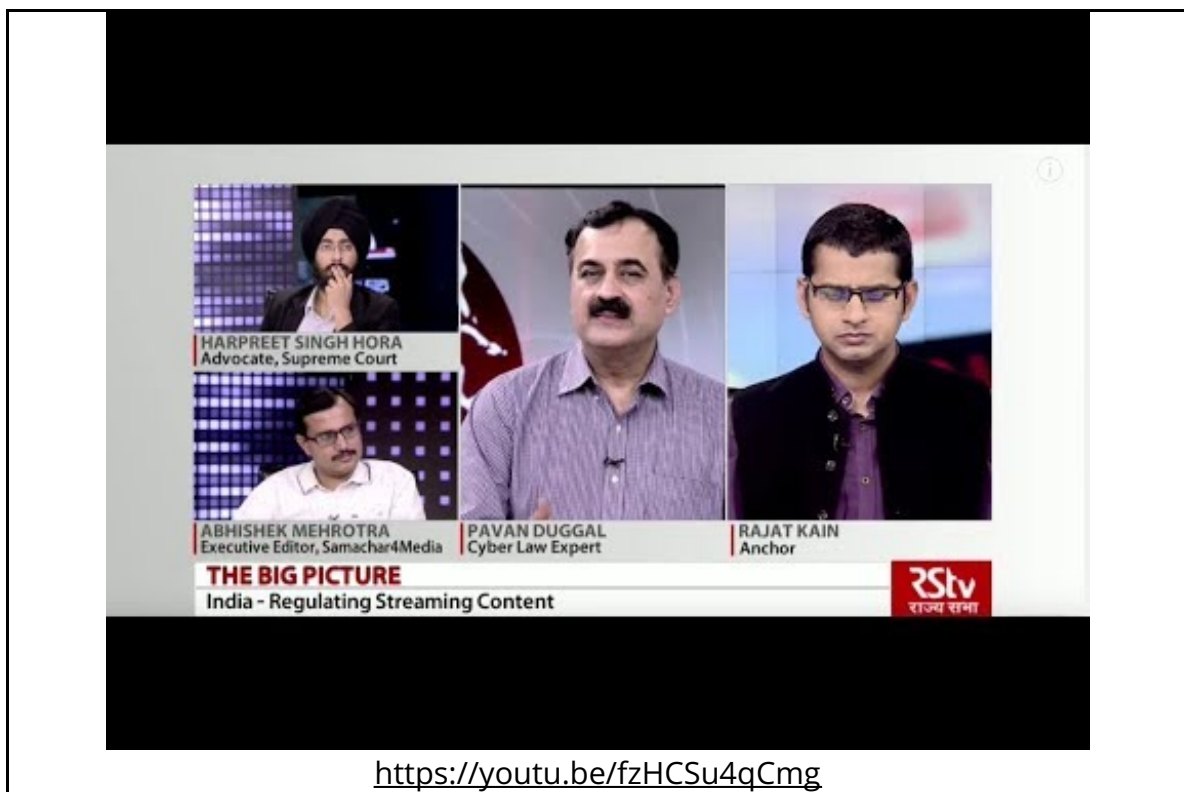 HARPREET SINGH HORA
Advocate, Supreme Court
ABHISHEK MEHROTRA
Executive Editor, Samachar4Media
PAVAN DUGGAL
Cyber Law Expert
RAJAT KAIN
Anchor
THE BIG PICTURE
India - Regulating Streaming Content
RStv
राज्य सभा
https://youtu.be/fzHCSu4qCmg